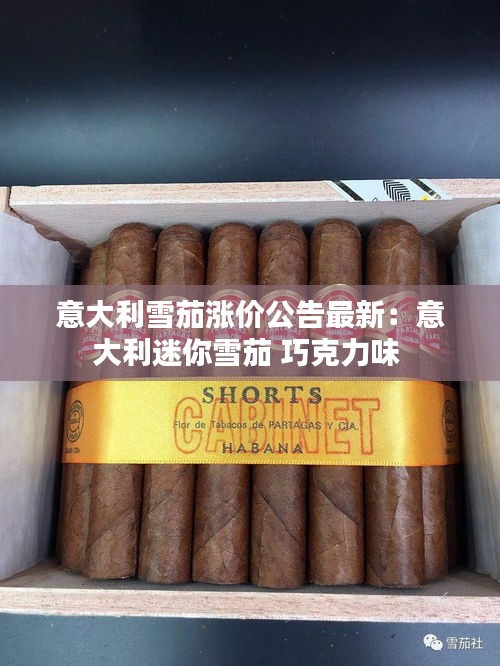 意大利雪茄涨价公告最新：意
大利迷你雪茄 巧克力味
SHORTS
CABINET
Flor de Tabacos de PARTAGAS Y CIA.
HABANA
雪茄社